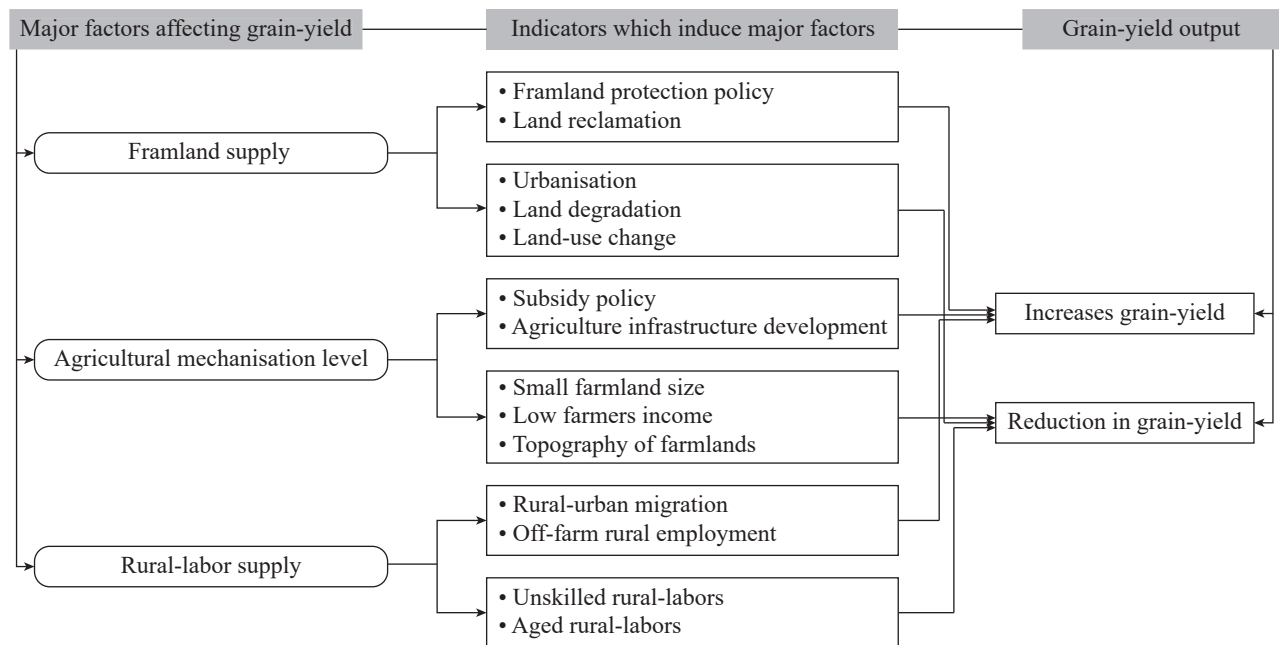 Major factors affecting grain-yield
Indicators which induce major factors
Grain-yield output
Framland supply
• Framland protection policy
• Land reclamation
• Urbanisation
• Land degradation
• Land-use change
Agricultural mechanisation level
• Subsidy policy
• Agriculture infrastructure development
• Small farmland size
• Low farmers income
• Topography of farmlands
Rural-labor supply
• Rural-urban migration
• Off-farm rural employment
• Unskilled rural-labors
• Aged rural-labors
Increases grain-yield
Reduction in grain-yield